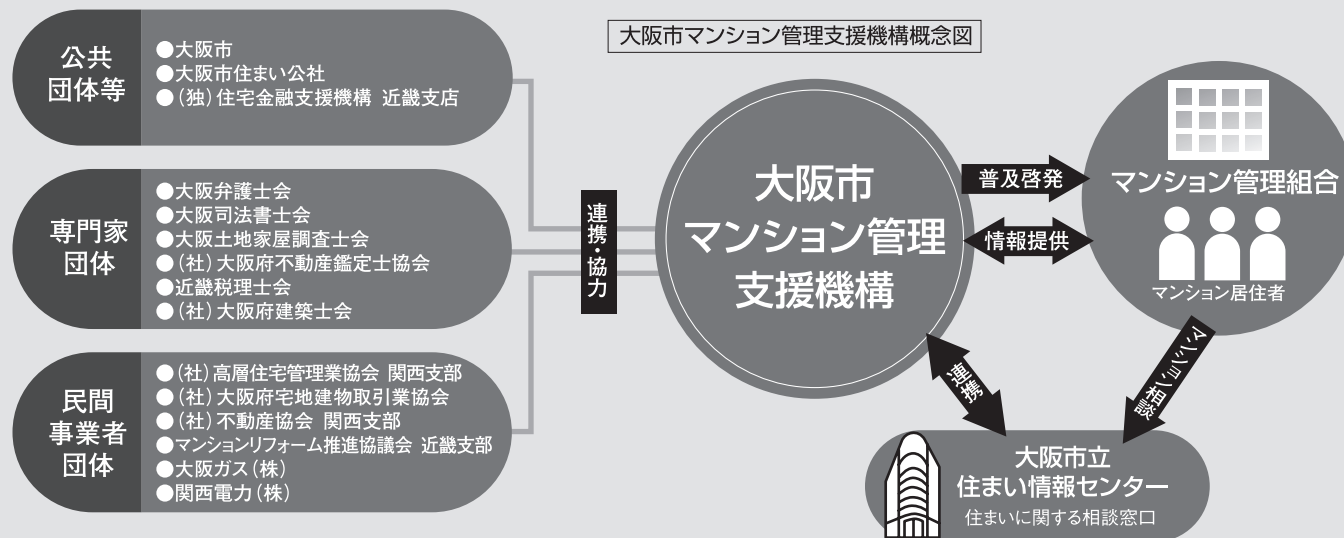 大阪市マンション管理支援機構概念図
公共
団体等
●大阪市
●大阪市住まい公社
●(独)住宅金融支援機構 近畿支店
専門家
団体
●大阪弁護士会
●大阪司法書士会
●大阪土地家屋調査士会
●(社)大阪府不動産鑑定士協会
●近畿税理士会
●(社)大阪府建築士会
民間
事業者
団体
●(社)高層住宅管理業協会 関西支部
●(社)大阪府宅地建物取引業協会
●(社)不動産協会 関西支部
●マンションリフォーム推進協議会 近畿支部
●大阪ガス(株)
●関西電力(株)
連携・協力
大阪市
マンション管理
支援機構
普及啓発
情報提供
マンション管理組合
マンション居住者
連携
マンション相談
大阪市立
住まい情報センター
住まいに関する相談窓口